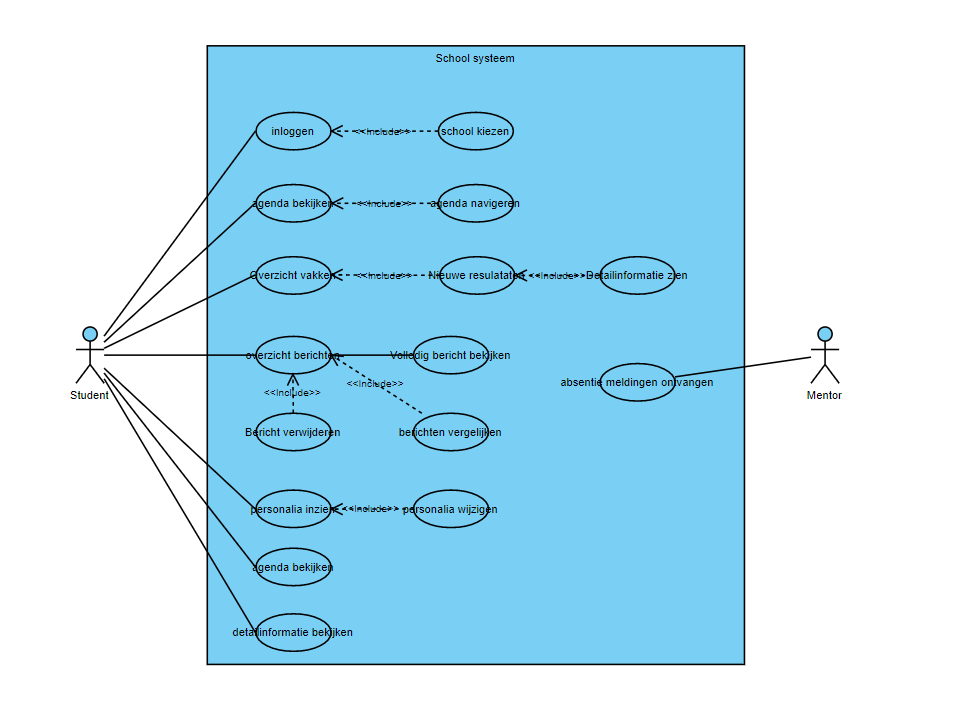 School systeem
inloggen
<<Include>>
school kiezen
agenda bekijken
<<Include>>
agenda navigeren
Overzicht vakken
<<Include>>
Nieuwe resulataten
<<Include>>
Detailinformatie zien
overzicht berichten
Volledig bericht bekijken
<<Include>>
<<Include>>
absentie meldingen ontvangen
Student
Mentor
Bericht verwijderen
berichten vergelijken
personalia inzien
<<Include>>
personalia wijzigen
agenda bekijken
detailinformatie bekijken